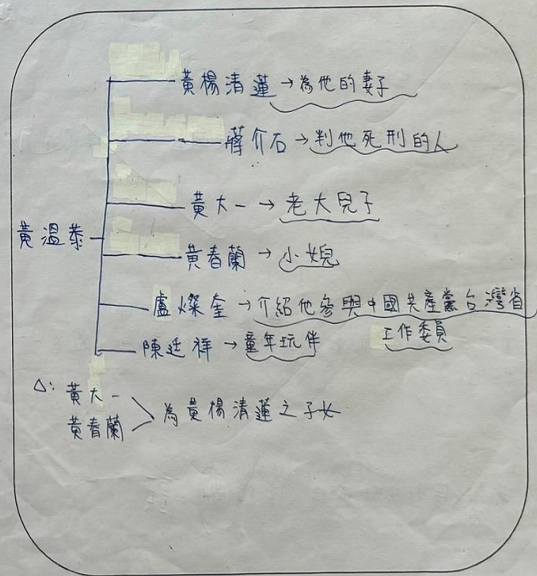 黃楊清蓮→為他的妻子
蔣介石→判他死刑的人
黃大一→老大兒子
黃溫恭
黃春蘭→小女兒
盧燦圭→介紹他參與中國共產黨台灣省
工作委員
陳廷祥→童年玩伴
△:黃大一
黃春蘭
為黃楊清蓮之子女